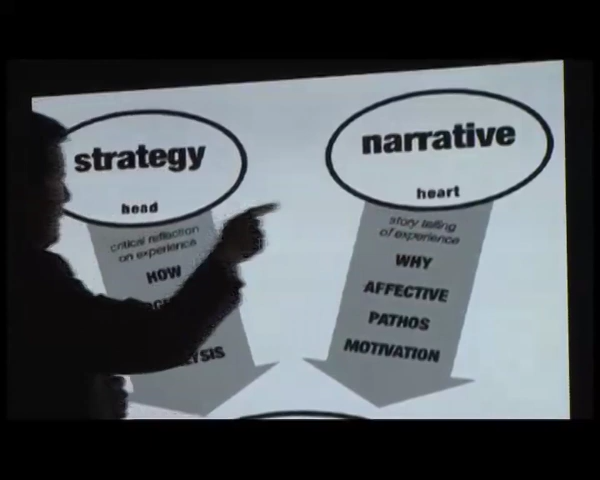 strategy
head
critical reflection
on experience
HOW
narrative
heart
story telling
of experience
WHY
AFFECTIVE
PATHOS
MOTIVATION